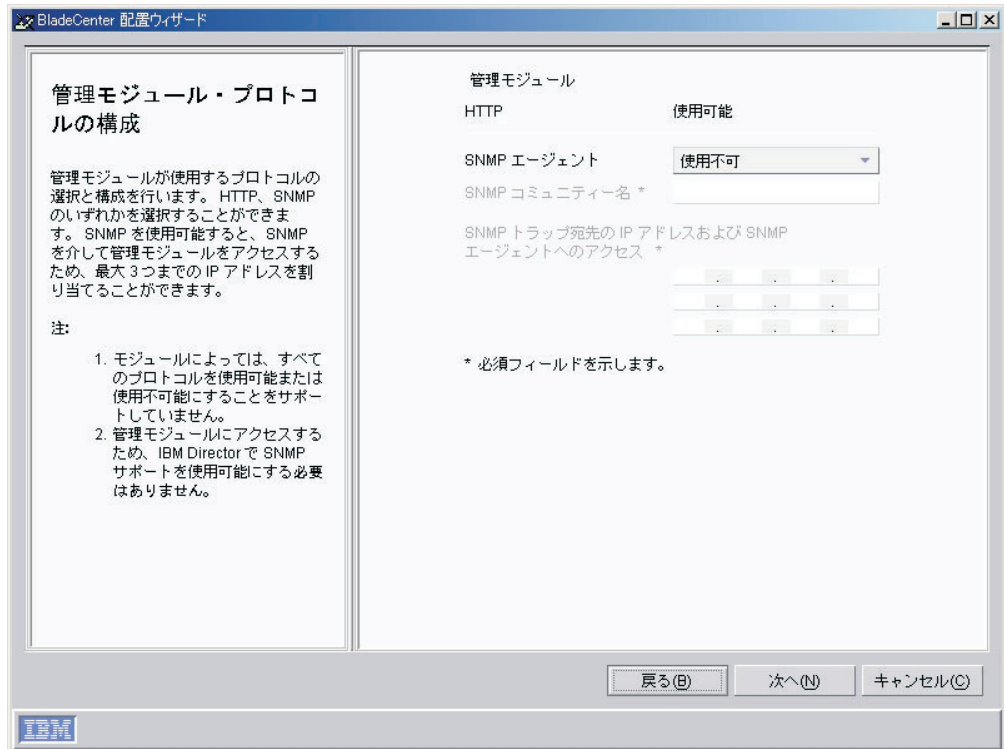 BladeCenter 配置ウィザード
管理モジュール・プロトコ
ルの構成
管理モジュールが使用するプロトコルの
選択と構成を行います。 HTTP、SNMP
のいずれかを選択することができま
す。 SNMP を使用可能すると、SNMP
を介して管理モジュールをアクセスする
ため、最大 3 つまでの IP アドレスを割
り当てることができます。
注:
1. モジュールによっては、すべて
のプロトコルを使用可能または
使用不可能にすることをサポー
トしていません。
2. 管理モジュールにアクセスする
ため、IBM Director で SNMP
サポートを使用可能にする必要
はありません。
管理モジュール
HTTP 使用可能
SNMP エージェント 使用不可
SNMP コミュニティー名 *
SNMP トラップ宛先の IP アドレスおよび SNMP
エージェントへのアクセス *
. . .
. . .
. . .
* 必須フィールドを示します。
戻る(B) 次へ(N) キャンセル(C)
IBM